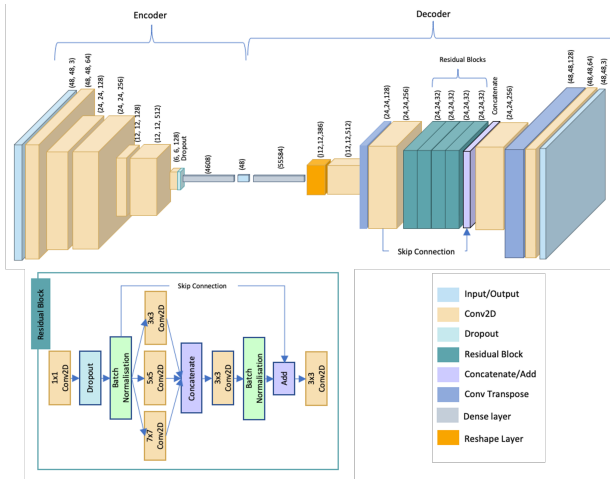 Encoder
Decoder
(48, 48, 3)
(48, 48, 64)
(24, 24, 128)
(24, 24, 256)
(12, 12, 128)
(12, 12, 512)
(6, 6, 128)
Dropout
(4608)
(48)
(55584)
(12,12,386)
(12,12,512)
(24,24,128)
(24,24,256)
Residual Blocks
(24,24,32)
(24,24,32)
(24,24,32)
(24,24,32)
Concatenate
(24,24,256)
(48,48,128)
(48,48,64)
(48,48,3)
Skip Connection
Residual Block
Skip Connection
1x1
Conv2D
Dropout
Batch
Normalisation
3x3
Conv2D
5x5
Conv2D
7x7
Conv2D
Concatenate
3x3
Conv2D
Batch
Normalisation
Add
3x3
Conv2D
Input/Output
Conv2D
Dropout
Residual Block
Concatenate/Add
Conv Transpose
Dense layer
Reshape Layer